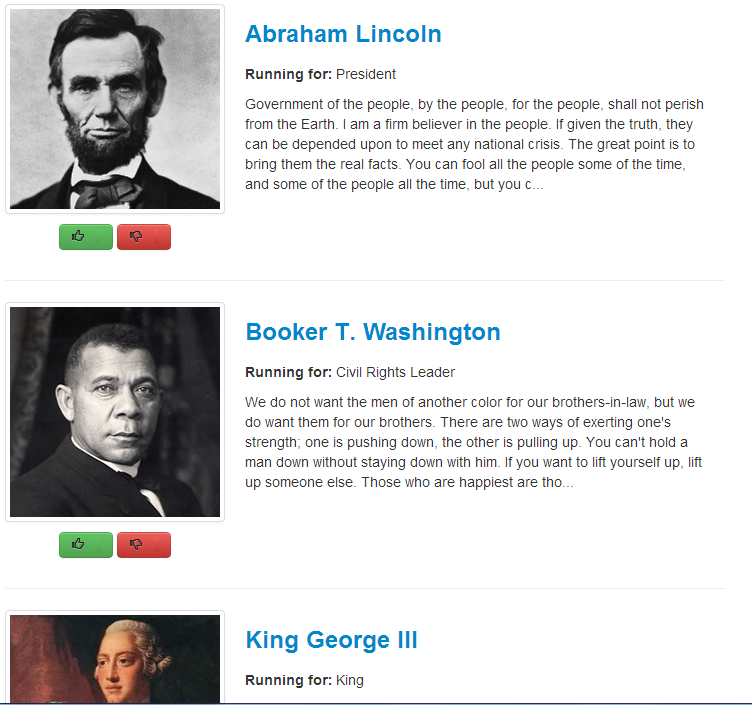 Abraham Lincoln
Running for: President
Government of the people, by the people, for the people, shall not perish
from the Earth. I am a firm believer in the people. If given the truth, they
can be depended upon to meet any national crisis. The great point is to
bring them the real facts. You can fool all the people some of the time,
and some of the people all the time, but you c...
Booker T. Washington
Running for: Civil Rights Leader
We do not want the men of another color for our brothers-in-law, but we
do want them for our brothers. There are two ways of exerting one's
strength; one is pushing down, the other is pulling up. You can't hold a
man down without staying down with him. If you want to lift yourself up, lift
up someone else. Those who are happiest are tho...
King George III
Running for: King